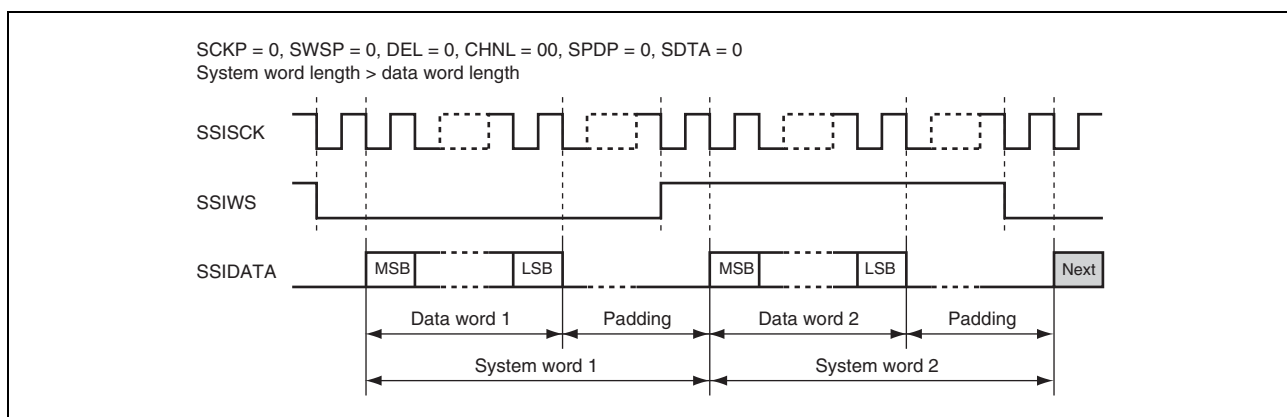 SCKP = 0, SWSP = 0, DEL = 0, CHNL = 00, SPDP = 0, SDTA = 0
System word length > data word length
SSISCK
SSIWS
SSIDATA
MSB
LSB
MSB
LSB
Next
Data word 1
Padding
Data word 2
Padding
System word 1
System word 2